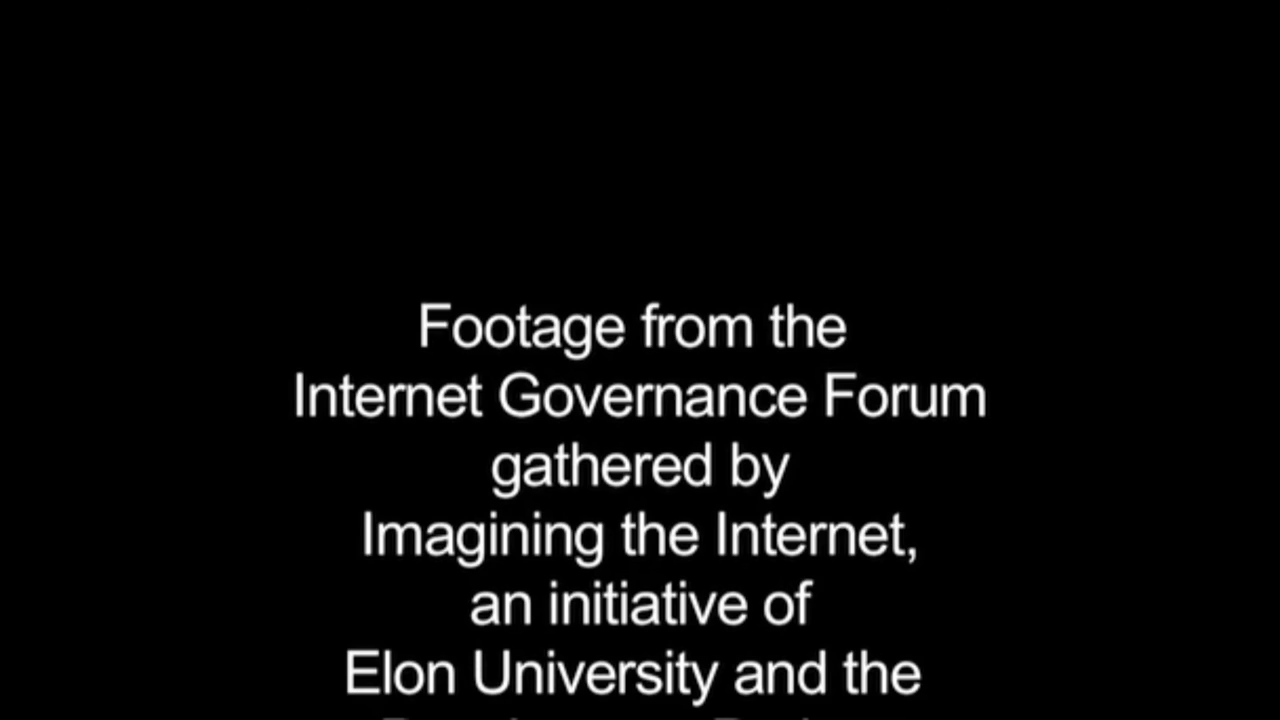 Footage from the
Internet Governance Forum
gathered by
Imagining the Internet,
an initiative of
Elon University and the